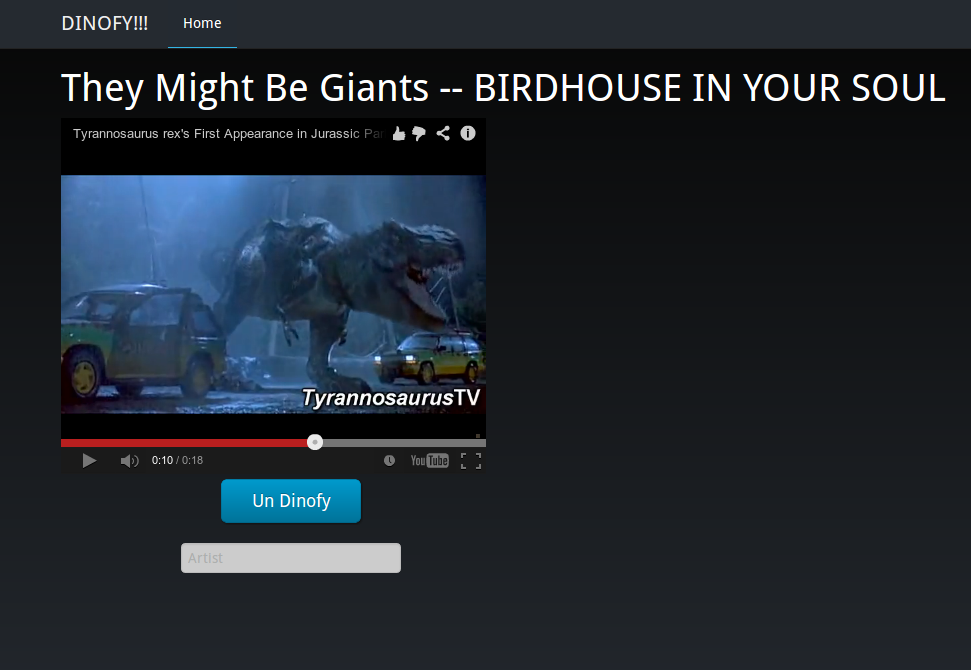 DINOFY!!! Home
They Might Be Giants -- BIRDHOUSE IN YOUR SOUL
Tyrannosaurus rex's First Appearance in Jurassic Par
TyrannosaurusTV
0:10 / 0:18
YouTube
Un Dinofy
Artist